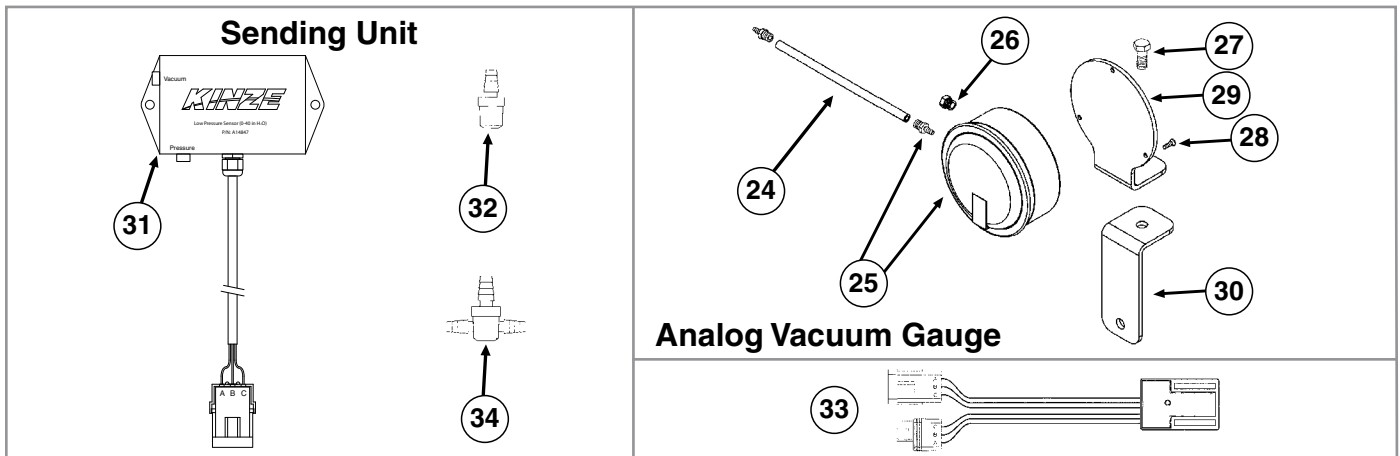 Sending Unit
Vacuum
KINZE
Low Pressure Sensor (0-40 in H2O)
P/N: A14847
Pressure
31
32
34
A B C
26
27
29
28
24
25
30
Analog Vacuum Gauge
33
A
B
C
C
B
A